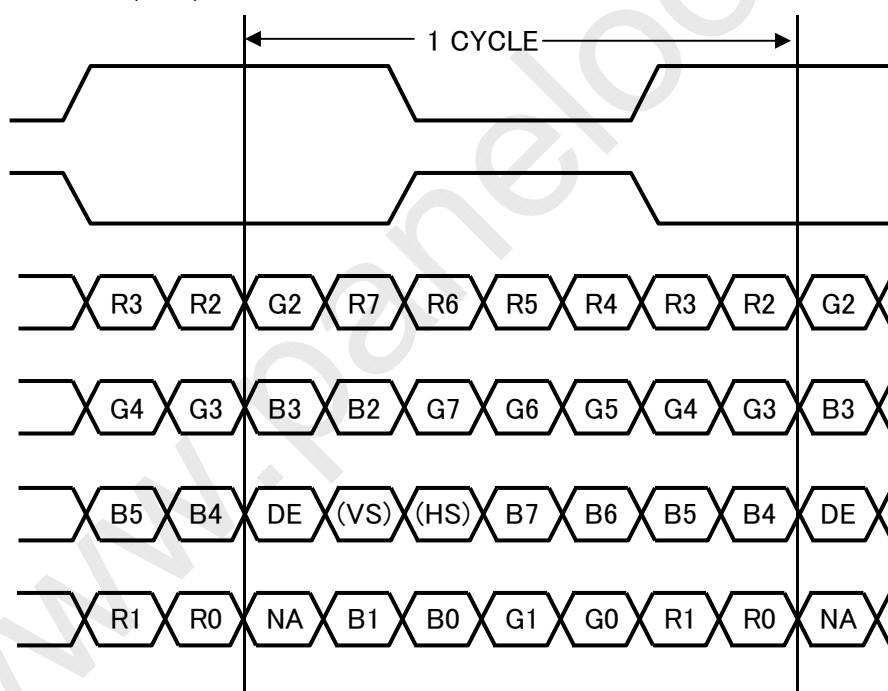 1 CYCLE
R3 R2 G2 R7 R6 R5 R4 R3 R2 G2
G4 G3 B3 B2 G7 G6 G5 G4 G3 B3
B5 B4 DE (VS) (HS) B7 B6 B5 B4 DE
R1 R0 NA B1 B0 G1 G0 R1 R0 NA